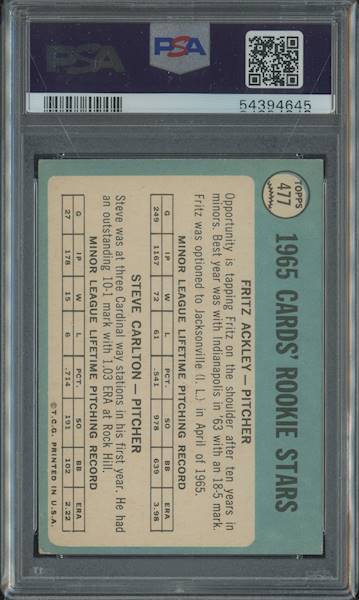 PSA
PSA
54394645
TOPPS
477
1965 CARDS' ROOKIE STARS
FRITZ ACKLEY—PITCHER
Opportunity is tapping Fritz on the shoulder after ten years in
minors. Best year was with Indianapolis in '63 with an 18-5 mark.
Fritz was optioned to Jacksonville (I. L.) in April of 1965.
MINOR LEAGUE LIFETIME PITCHING RECORD
G IP W L PCT. SO BB ERA
249 1167 72 61 .541 978 639 3.98
STEVE CARLTON—PITCHER
Steve was at three Cardinal way stations in his first year. He had
an outstanding 10-1 mark with 1.03 ERA at Rock Hill.
MINOR LEAGUE LIFETIME PITCHING RECORD
G IP W L PCT. SO BB ERA
27 178 15 6 .714 191 102 2.22
© T.C.G. PRINTED IN U.S.A.